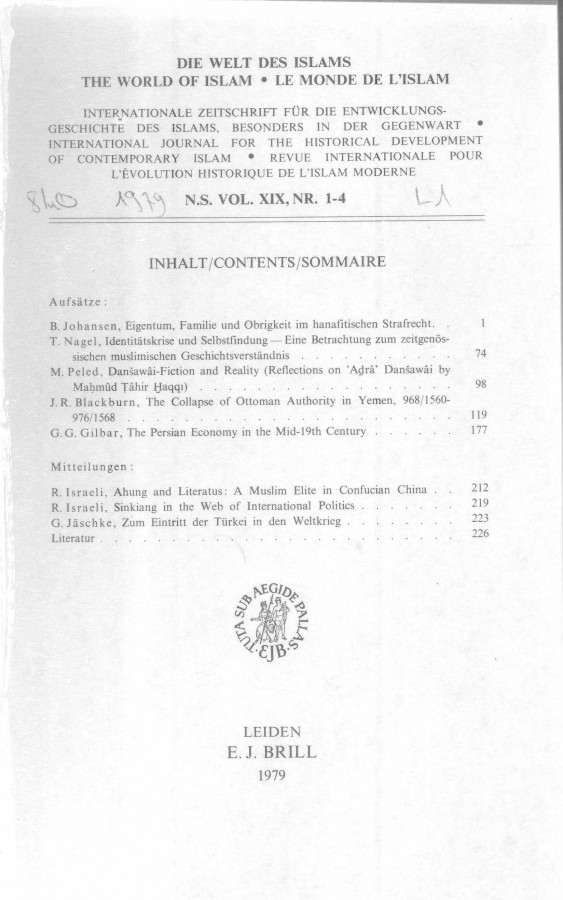 DIE WELT DES ISLAMS
THE WORLD OF ISLAM • LE MONDE DE L'ISLAM
INTERNATIONALE ZEITSCHRIFT FÜR DIE ENTWICKLUNGS-
GESCHICHTE DES ISLAMS, BESONDERS IN DER GEGENWART •
INTERNATIONAL JOURNAL FOR THE HISTORICAL DEVELOPMENT
OF CONTEMPORARY ISLAM • REVUE INTERNATIONALE POUR
L'ÉVOLUTION HISTORIQUE DE L'ISLAM MODERNE
1979 N.S. VOL. XIX, NR. 1-4 L1
INHALT/CONTENTS/SOMMAIRE
Aufsätze:
B. Johansen, Eigentum, Familie und Obrigkeit im hanafitischen Strafrecht. . 1
T. Nagel, Identitätskrise und Selbstfindung — Eine Betrachtung zum zeitgenös-
sischen muslimischen Geschichtsverständnis . . . . . . . . . . . 74
M. Peled, Danšawâi-Fiction and Reality (Reflections on 'Aḏrâ' Danšawâi by
Maḥmûd Ṭâhir Ḥaqqı) . . . . . . . . . . . . . . . . . . 98
J. R. Blackburn, The Collapse of Ottoman Authority in Yemen, 968/1560-
976/1568 . . . . . . . . . . . . . . . . . . . . . . . 119
G. G. Gilbar, The Persian Economy in the Mid-19th Century . . . . . . 177
Mitteilungen:
R. Israeli, Ahung and Literatus: A Muslim Elite in Confucian China . . 212
R. Israeli, Sinkiang in the Web of International Politics . . . . . . . 219
G. Jäschke, Zum Eintritt der Türkei in den Weltkrieg . . . . . . . . 223
Literatur . . . . . . . . . . . . . . . . . . . . . . . . . 226
TUTA SUB AEGIDE PALLAS
·EJB·
LEIDEN
E. J. BRILL
1979